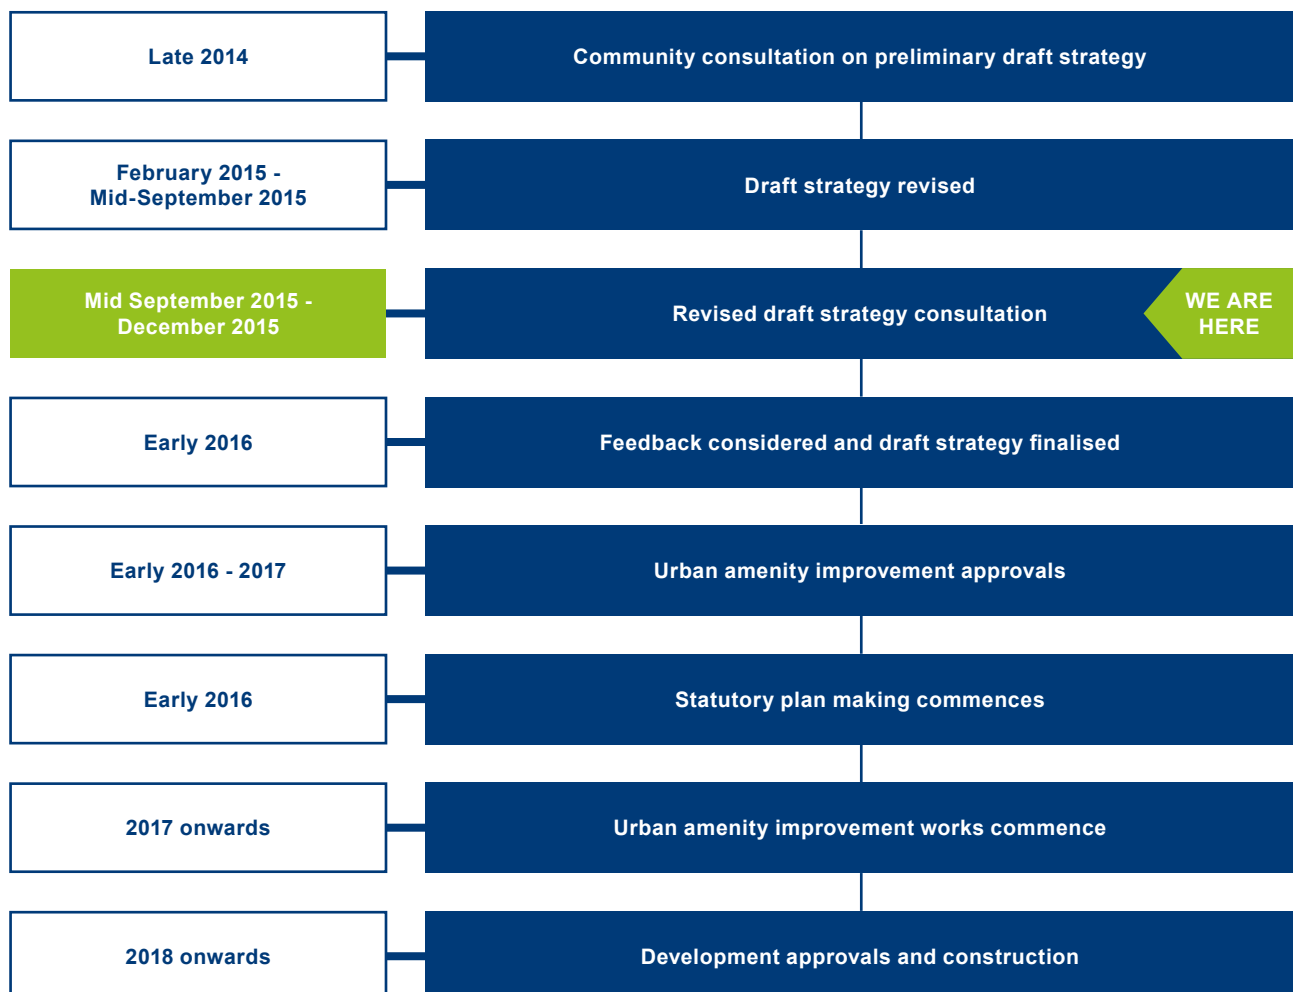 Late 2014
Community consultation on preliminary draft strategy
February 2015 -
Mid-September 2015
Draft strategy revised
Mid September 2015 -
December 2015
Revised draft strategy consultation
WE ARE
HERE
Early 2016
Feedback considered and draft strategy finalised
Early 2016 - 2017
Urban amenity improvement approvals
Early 2016
Statutory plan making commences
2017 onwards
Urban amenity improvement works commence
2018 onwards
Development approvals and construction